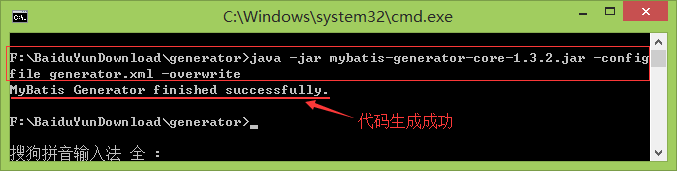 C:\Windows\system32\cmd.exe
F:\BaiduYunDownload\generator>java -jar mybatis-generator-core-1.3.2.jar -config
file generator.xml -overwrite
MyBatis Generator finished successfully.
F:\BaiduYunDownload\generator>_
代码生成成功
搜狗拼音输入法 全 :